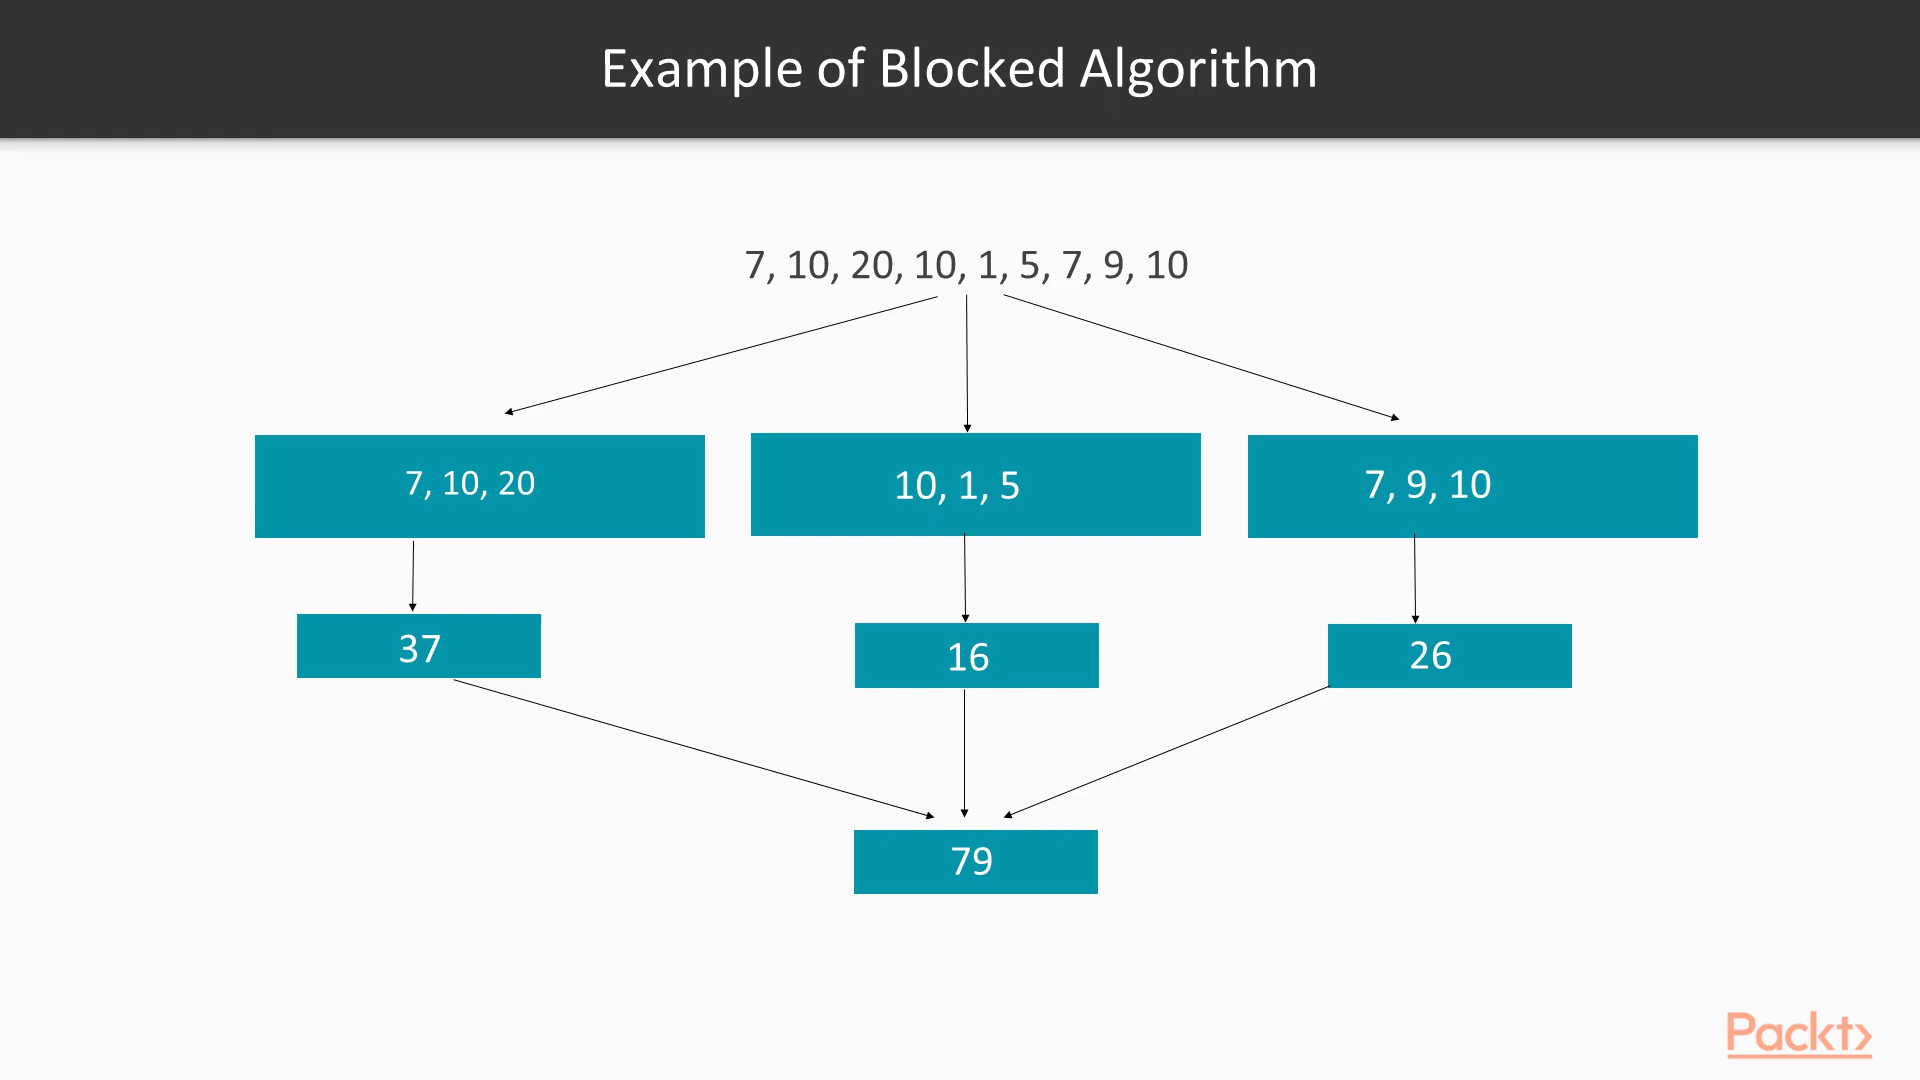 Example of Blocked Algorithm
7, 10, 20, 10, 1, 5, 7, 9, 10
7, 10, 20
10, 1, 5
7, 9, 10
37
16
26
79
Packt>